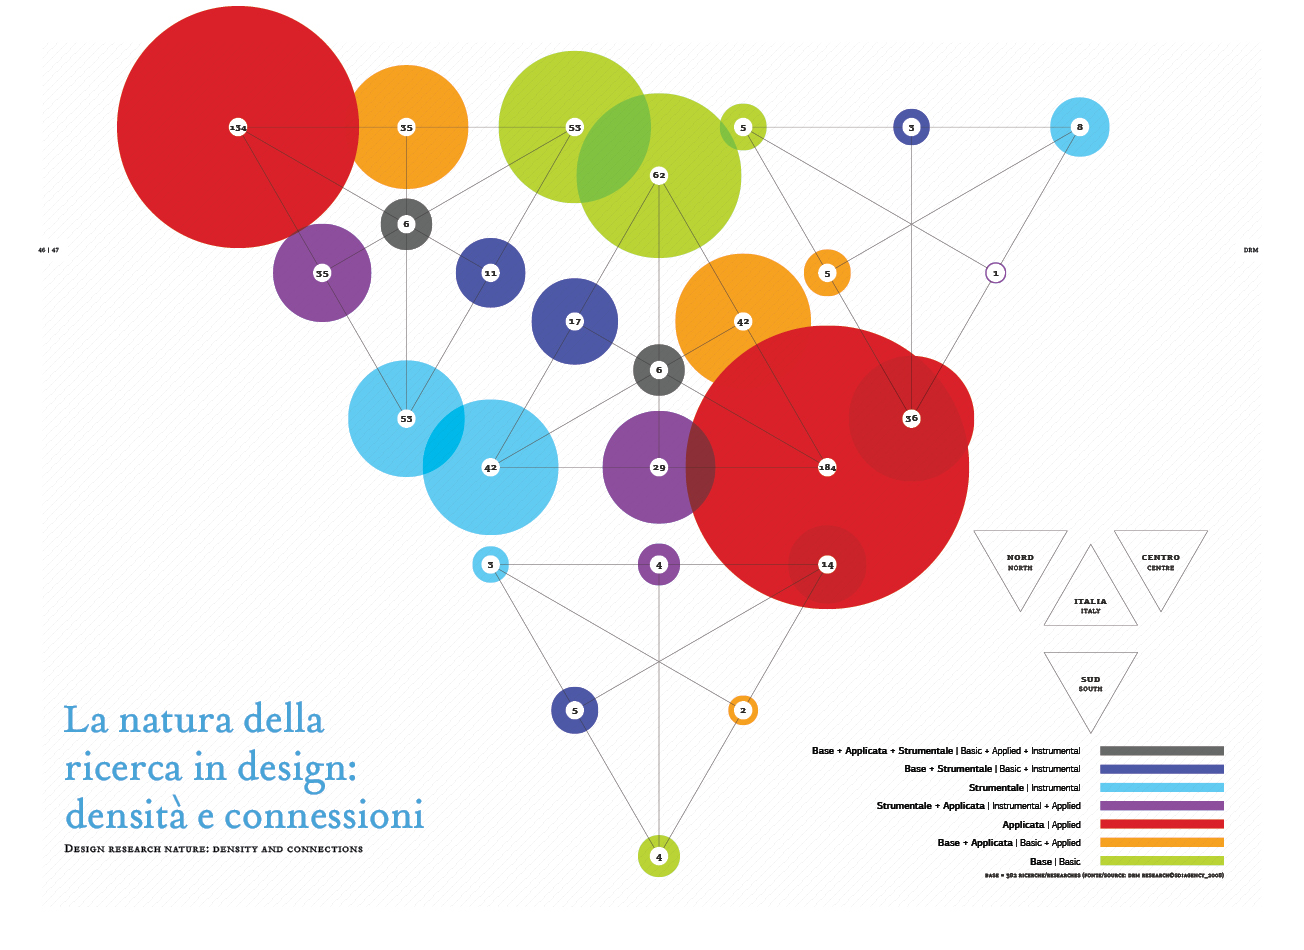 134
35
53
5
3
8
62
6
46 | 47
DRM
35
11
5
1
17
42
6
53
36
42
29
184
3
4
14
NORD
NORTH
CENTRO
CENTRE
ITALIA
ITALY
SUD
SOUTH
5
2
La natura della
ricerca in design:
densità e connessioni
Design research nature: density and connections
4
Base + Applicata + Strumentale | Basic + Applied + Instrumental
Base + Strumentale | Basic + Instrumental
Strumentale | Instrumental
Strumentale + Applicata | Instrumental + Applied
Applicata | Applied
Base + Applicata | Basic + Applied
Base | Basic
BASE = 382 RICERCHE/RESEARCHES (FONTE/SOURCE: DRM RESEARCH©SDI AGENCY_2008)